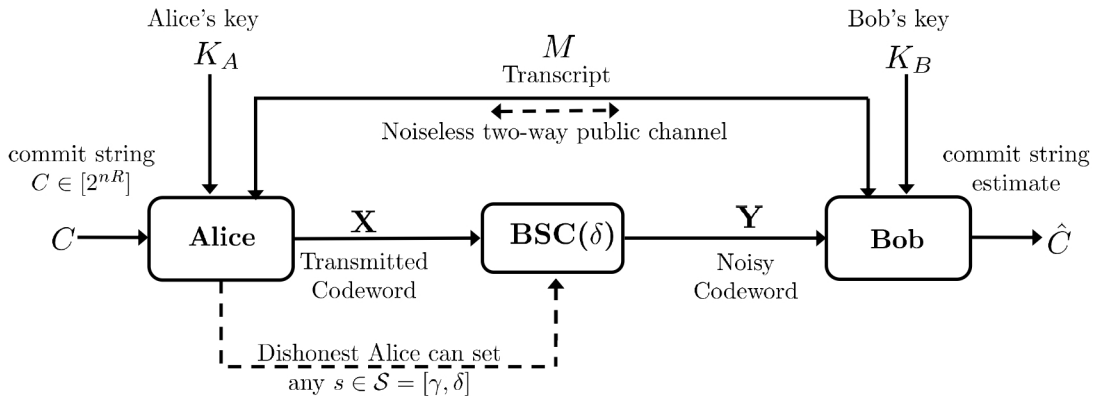 Alice's key
K_A
Bob's key
K_B
M
Transcript
Noiseless two-way public channel
commit string
C ∈ [2^{nR}]
commit string
estimate
C
Alice
X
Transmitted
Codeword
BSC(δ)
Y
Noisy
Codeword
Bob
Ĉ
Dishonest Alice can set
any s ∈ 𝒮 = [γ, δ]